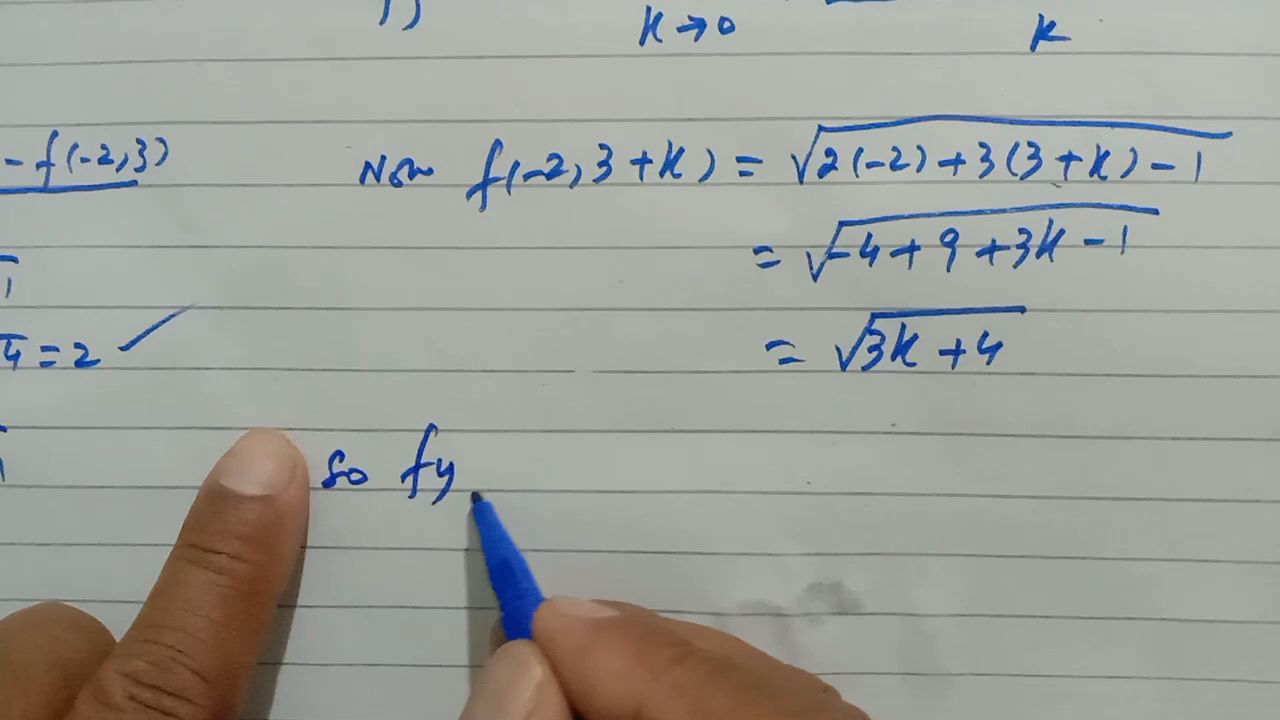 k→0 k
- f(-2,3) Now f(-2,3+k) = √2(-2)+3(3+k)-1
= √-4+9+3k-1
4 = 2 = √3k+4
So fy